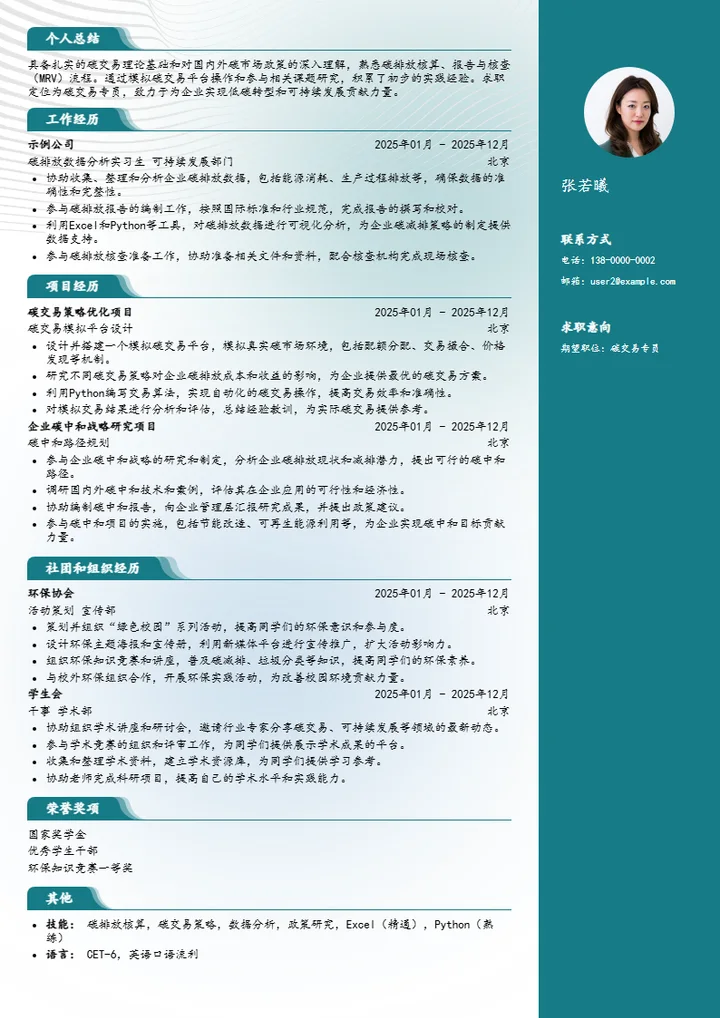 个人总结
具备扎实的碳交易理论基础和对国内外碳市场政策的深入理解，熟悉碳排放核算、报告与核查
（MRV）流程。通过模拟碳交易平台操作和参与相关课题研究，积累了初步的实践经验。求职
定位为碳交易专员，致力于为企业实现低碳转型和可持续发展贡献力量。
工作经历
示例公司 2025年01月 - 2025年12月
碳排放数据分析实习生 可持续发展部门 北京
• 协助收集、整理和分析企业碳排放数据，包括能源消耗、生产过程排放等，确保数据的准
确性和完整性。
• 参与碳排放报告的编制工作，按照国际标准和行业规范，完成报告的撰写和校对。
• 利用Excel和Python等工具，对碳排放数据进行可视化分析，为企业碳减排策略的制定提供
数据支持。
• 参与碳排放核查准备工作，协助准备相关文件和资料，配合核查机构完成现场核查。
项目经历
碳交易策略优化项目 2025年01月 - 2025年12月
碳交易模拟平台设计 北京
• 设计并搭建一个模拟碳交易平台，模拟真实碳市场环境，包括配额分配、交易撮合、价格
发现等机制。
• 研究不同碳交易策略对企业碳排放成本和收益的影响，为企业提供最优的碳交易方案。
• 利用Python编写交易算法，实现自动化的碳交易操作，提高交易效率和准确性。
• 对模拟交易结果进行分析和评估，总结经验教训，为实际碳交易提供参考。
企业碳中和战略研究项目 2025年01月 - 2025年12月
碳中和路径规划 北京
• 参与企业碳中和战略的研究和制定，分析企业碳排放现状和减排潜力，提出可行的碳中和
路径。
• 调研国内外碳中和技术和案例，评估其在企业应用的可行性和经济性。
• 协助编制碳中和报告，向企业管理层汇报研究成果，并提出政策建议。
• 参与碳中和项目的实施，包括节能改造、可再生能源利用等，为企业实现碳中和目标贡献
力量。
社团和组织经历
环保协会 2025年01月 - 2025年12月
活动策划 宣传部 北京
• 策划并组织“绿色校园”系列活动，提高同学们的环保意识和参与度。
• 设计环保主题海报和宣传册，利用新媒体平台进行宣传推广，扩大活动影响力。
• 组织环保知识竞赛和讲座，普及碳减排、垃圾分类等知识，提高同学们的环保素养。
• 与校外环保组织合作，开展环保实践活动，为改善校园环境贡献力量。
学生会 2025年01月 - 2025年12月
干事 学术部 北京
• 协助组织学术讲座和研讨会，邀请行业专家分享碳交易、可持续发展等领域的最新动态。
• 参与学术竞赛的组织和评审工作，为同学们提供展示学术成果的平台。
• 收集和整理学术资料，建立学术资源库，为同学们提供学习参考。
• 协助老师完成科研项目，提高自己的学术水平和实践能力。
荣誉奖项
国家奖学金
优秀学生干部
环保知识竞赛一等奖
其他
• 技能： 碳排放核算，碳交易策略，数据分析，政策研究，Excel（精通），Python（熟
练）
• 语言： CET-6，英语口语流利
张若曦
联系方式
电话：138-0000-0002
邮箱：user2@example.com
求职意向
期望职位：碳交易专员